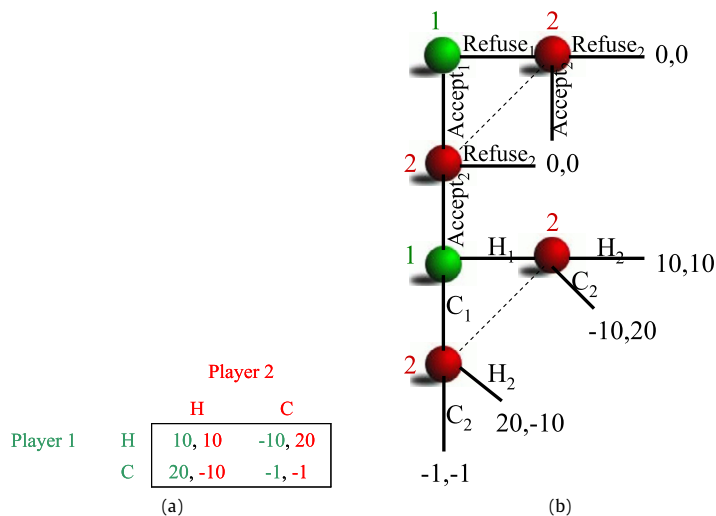 1
2
Refuse1
Refuse2
0,0
Accept1
Accept2
2
Refuse2
0,0
Accept2
2
1
H1
H2
10,10
C1
C2
-10,20
2
H2
C2
20,-10
-1,-1
Player 2
H C
Player 1 H 10, 10 -10, 20
C 20, -10 -1, -1
(a) (b)